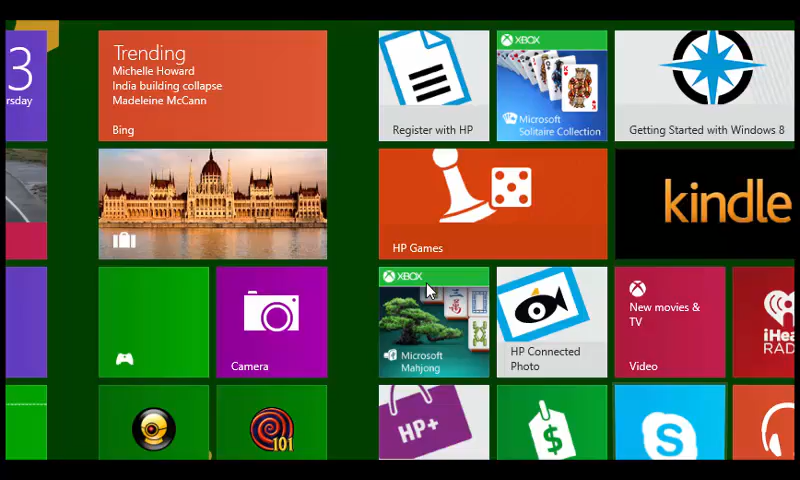 3
rsday
Trending
Michelle Howard
India building collapse
Madeleine McCann
Bing
Register with HP
XBOX
Microsoft
Solitaire Collection
Getting Started with Windows 8
HP Games
kindle
Camera
XBOX
Microsoft
Mahjong
HP Connected
Photo
New movies &
TV
Video
iHea
RAD
101
HP+
$
S